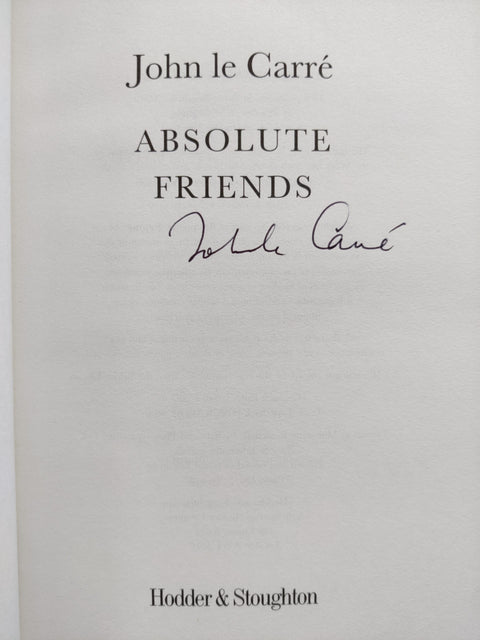 John le Carré
ABSOLUTE
FRIENDS
John le Carré
Hodder & Stoughton